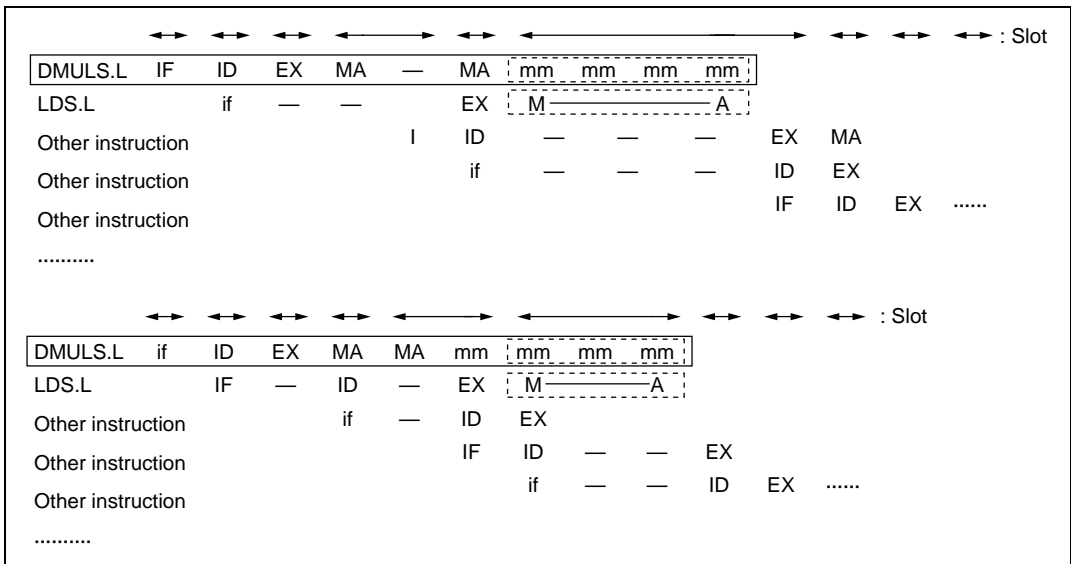 : Slot
DMULS.L IF ID EX MA — MA mm mm mm mm
LDS.L if — — EX M A
Other instruction I ID — — — EX MA
Other instruction if — — — ID EX
Other instruction IF ID EX ......
..........
: Slot
DMULS.L if ID EX MA MA mm mm mm mm
LDS.L IF — ID — EX M A
Other instruction if — ID EX
Other instruction IF ID — — EX
Other instruction if — — ID EX ......
..........